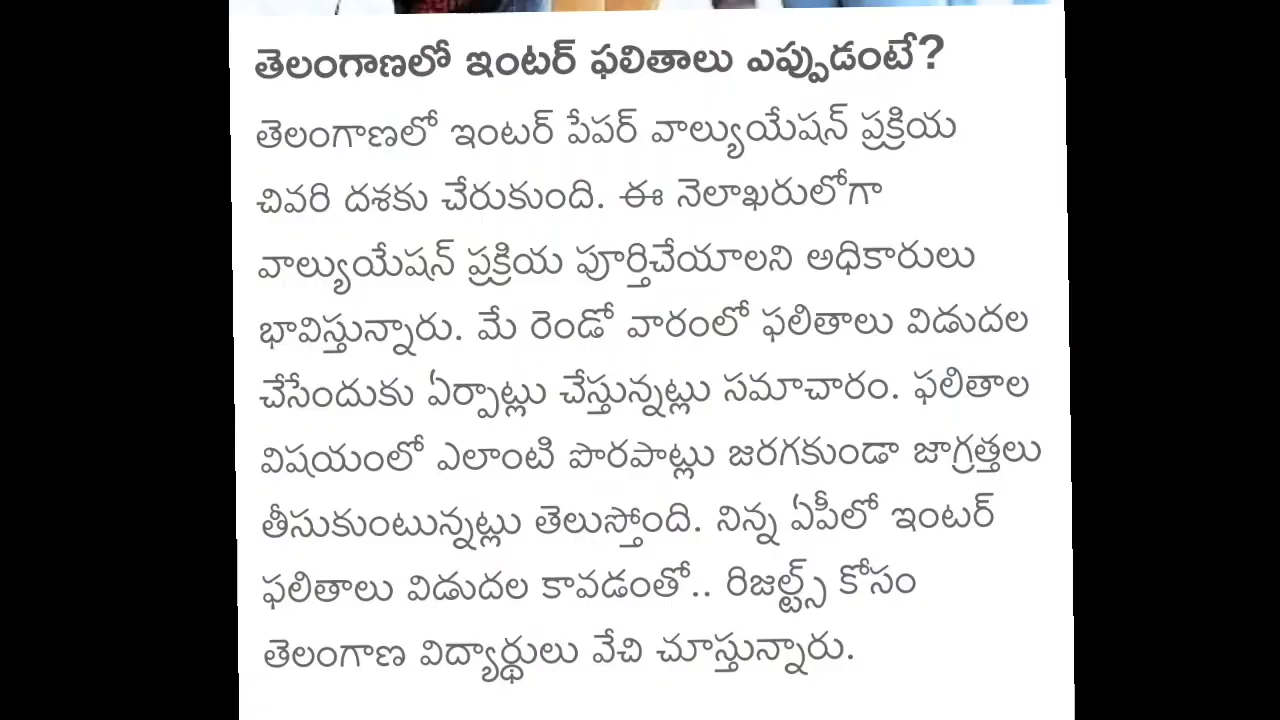 తెలంగాణలో ఇంటర్ ఫలితాలు ఎప్పుడంటే?
తెలంగాణలో ఇంటర్ పేపర్ వాల్యుయేషన్ ప్రక్రియ
చివరి దశకు చేరుకుంది. ఈ నెలాఖరులోగా
వాల్యుయేషన్ ప్రక్రియ పూర్తిచేయాలని అధికారులు
భావిస్తున్నారు. మే రెండో వారంలో ఫలితాలు విడుదల
చేసేందుకు ఏర్పాట్లు చేస్తున్నట్లు సమాచారం. ఫలితాల
విషయంలో ఎలాంటి పొరపాట్లు జరగకుండా జాగ్రత్తలు
తీసుకుంటున్నట్లు తెలుస్తోంది. నిన్న ఏపీలో ఇంటర్
ఫలితాలు విడుదల కావడంతో.. రిజల్ట్స్ కోసం
తెలంగాణ విద్యార్థులు వేచి చూస్తున్నారు.